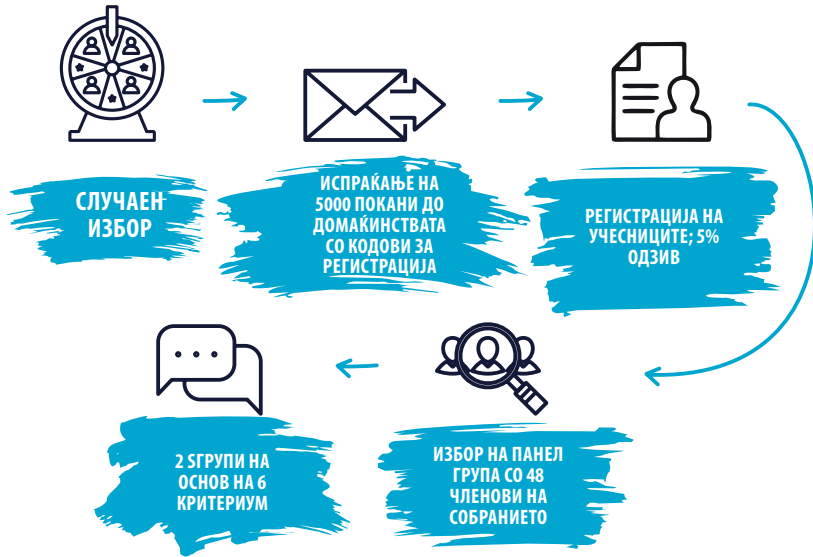 СЛУЧАЕН
ИЗБОР
ИСПРАЌАЊЕ НА
5000 ПОКАНИ ДО
ДОМАЌИНСТВАТА
СО КОДОВИ ЗА
РЕГИСТРАЦИЈА
РЕГИСТРАЦИЈА НА
УЧЕСНИЦИТЕ; 5%
ОДЗИВ
ИЗБОР НА ПАНЕЛ
ГРУПА СО 48
ЧЛЕНОВИ НА
СОБРАНИЕТО
2 ЅГРУПИ НА
ОСНОВ НА 6
КРИТЕРИУМ